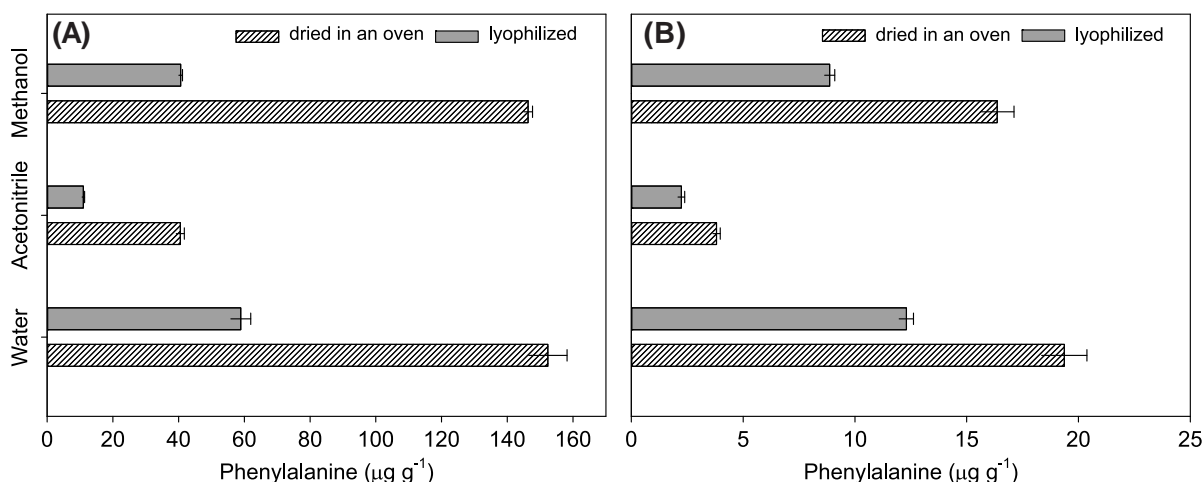 (A)
dried in an oven lyophilized
Methanol
Acetonitrile
Water
0 20 40 60 80 100 120 140 160
Phenylalanine (μg g⁻¹)
(B)
dried in an oven lyophilized
0 5 10 15 20 25
Phenylalanine (μg g⁻¹)